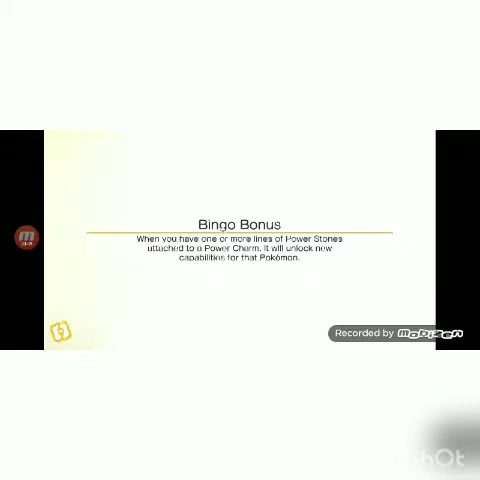 Bingo Bonus
When you have one or more lines of Power Stones
attached to a Power Charm. It will unlock new
capabilities for that Pokémon.
Recorded by mobizen